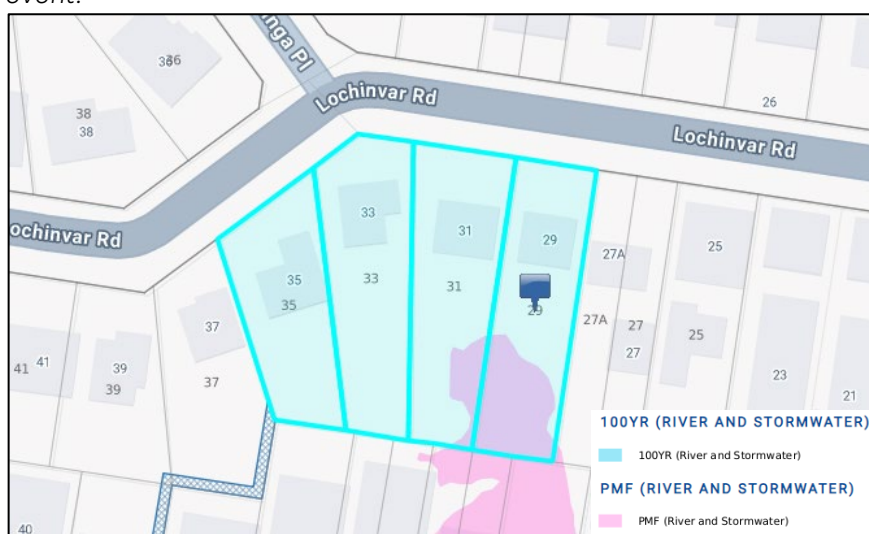 event.
36
36
nga Pl
Lochinvar Rd
26
38
38
Lochinvar Rd
33
31
29
27A
25
ochinvar Rd
35
33
31
35
29
27A
27
25
37
41
41
39
39
37
27
23
21
100YR (RIVER AND STORMWATER)
100YR (River and Stormwater)
PMF (RIVER AND STORMWATER)
PMF (River and Stormwater)
40